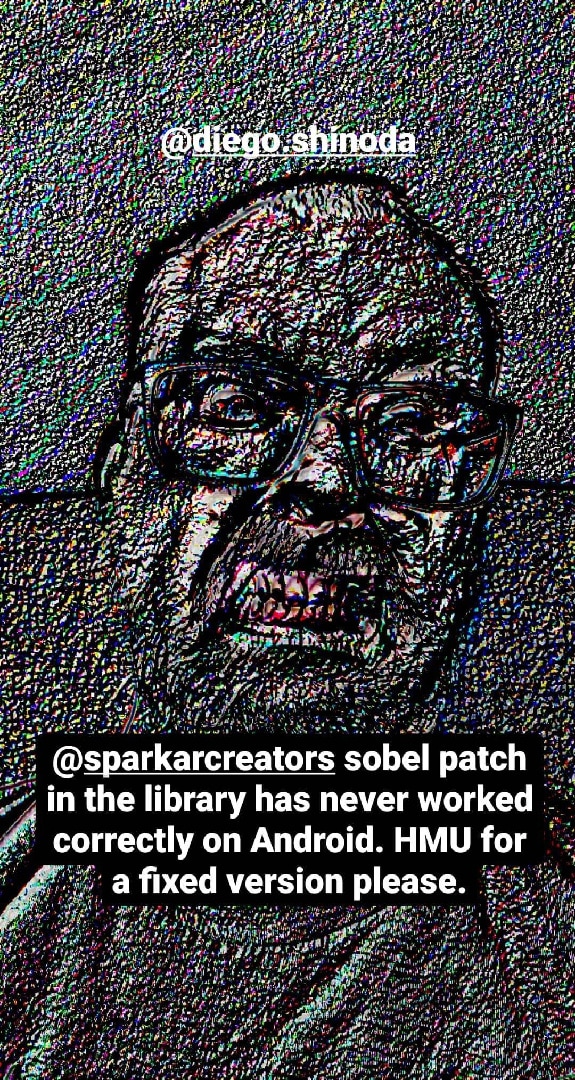 @diego.shinoda
@sparkarcreators sobel patch
in the library has never worked
correctly on Android. HMU for
a fixed version please.